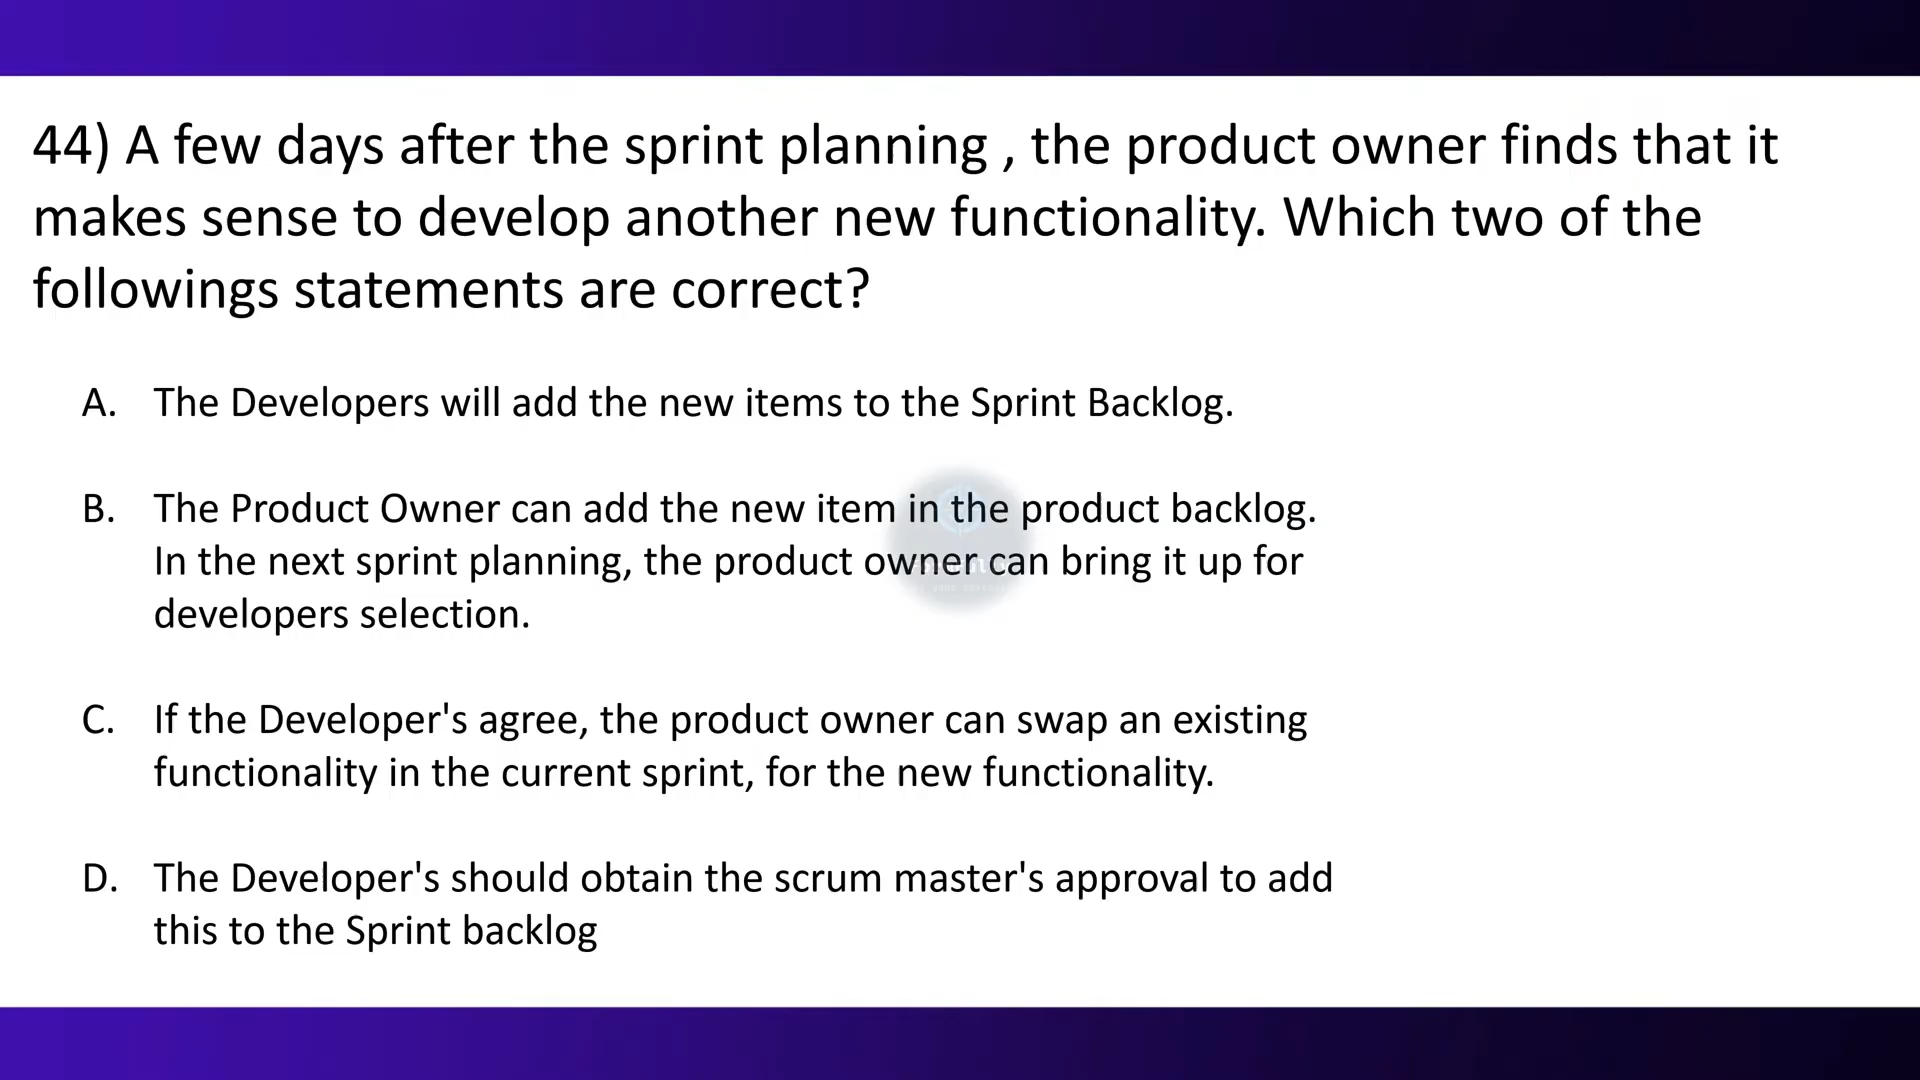 44) A few days after the sprint planning , the product owner finds that it
makes sense to develop another new functionality. Which two of the
followings statements are correct?
A. The Developers will add the new items to the Sprint Backlog.
B. The Product Owner can add the new item in the product backlog.
In the next sprint planning, the product owner can bring it up for
developers selection.
C. If the Developer's agree, the product owner can swap an existing
functionality in the current sprint, for the new functionality.
D. The Developer's should obtain the scrum master's approval to add
this to the Sprint backlog